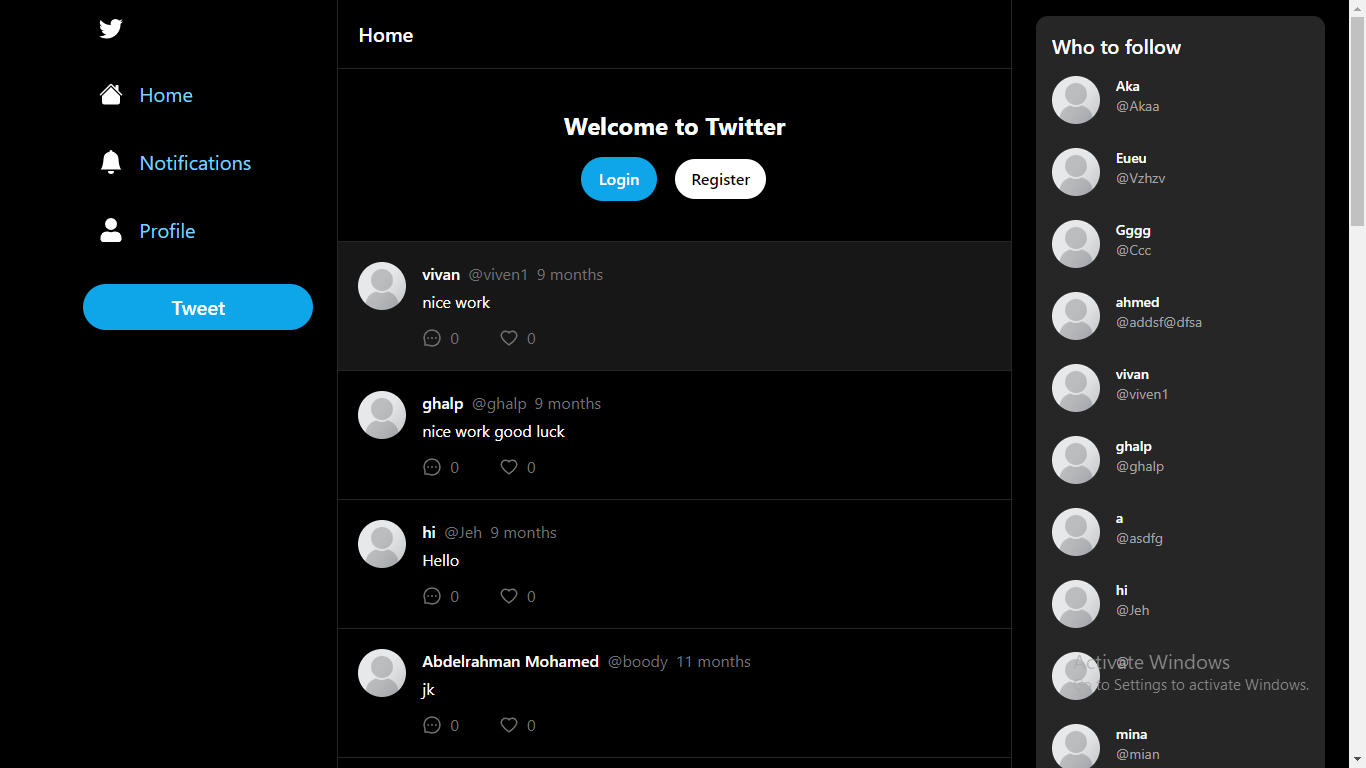 Home
Notifications
Profile
Tweet
Home
Welcome to Twitter
Login Register
vivan @viven1 9 months
nice work
0 0
ghalp @ghalp 9 months
nice work good luck
0 0
hi @Jeh 9 months
Hello
0 0
Abdelrahman Mohamed @boody 11 months
jk
0 0
Who to follow
Aka
@Akaa
Eueu
@Vzhzv
Gggg
@Ccc
ahmed
@addsf@dfsa
vivan
@viven1
ghalp
@ghalp
a
@asdfg
hi
@Jeh
@
Activate Windows
Go to Settings to activate Windows.
mina
@mian